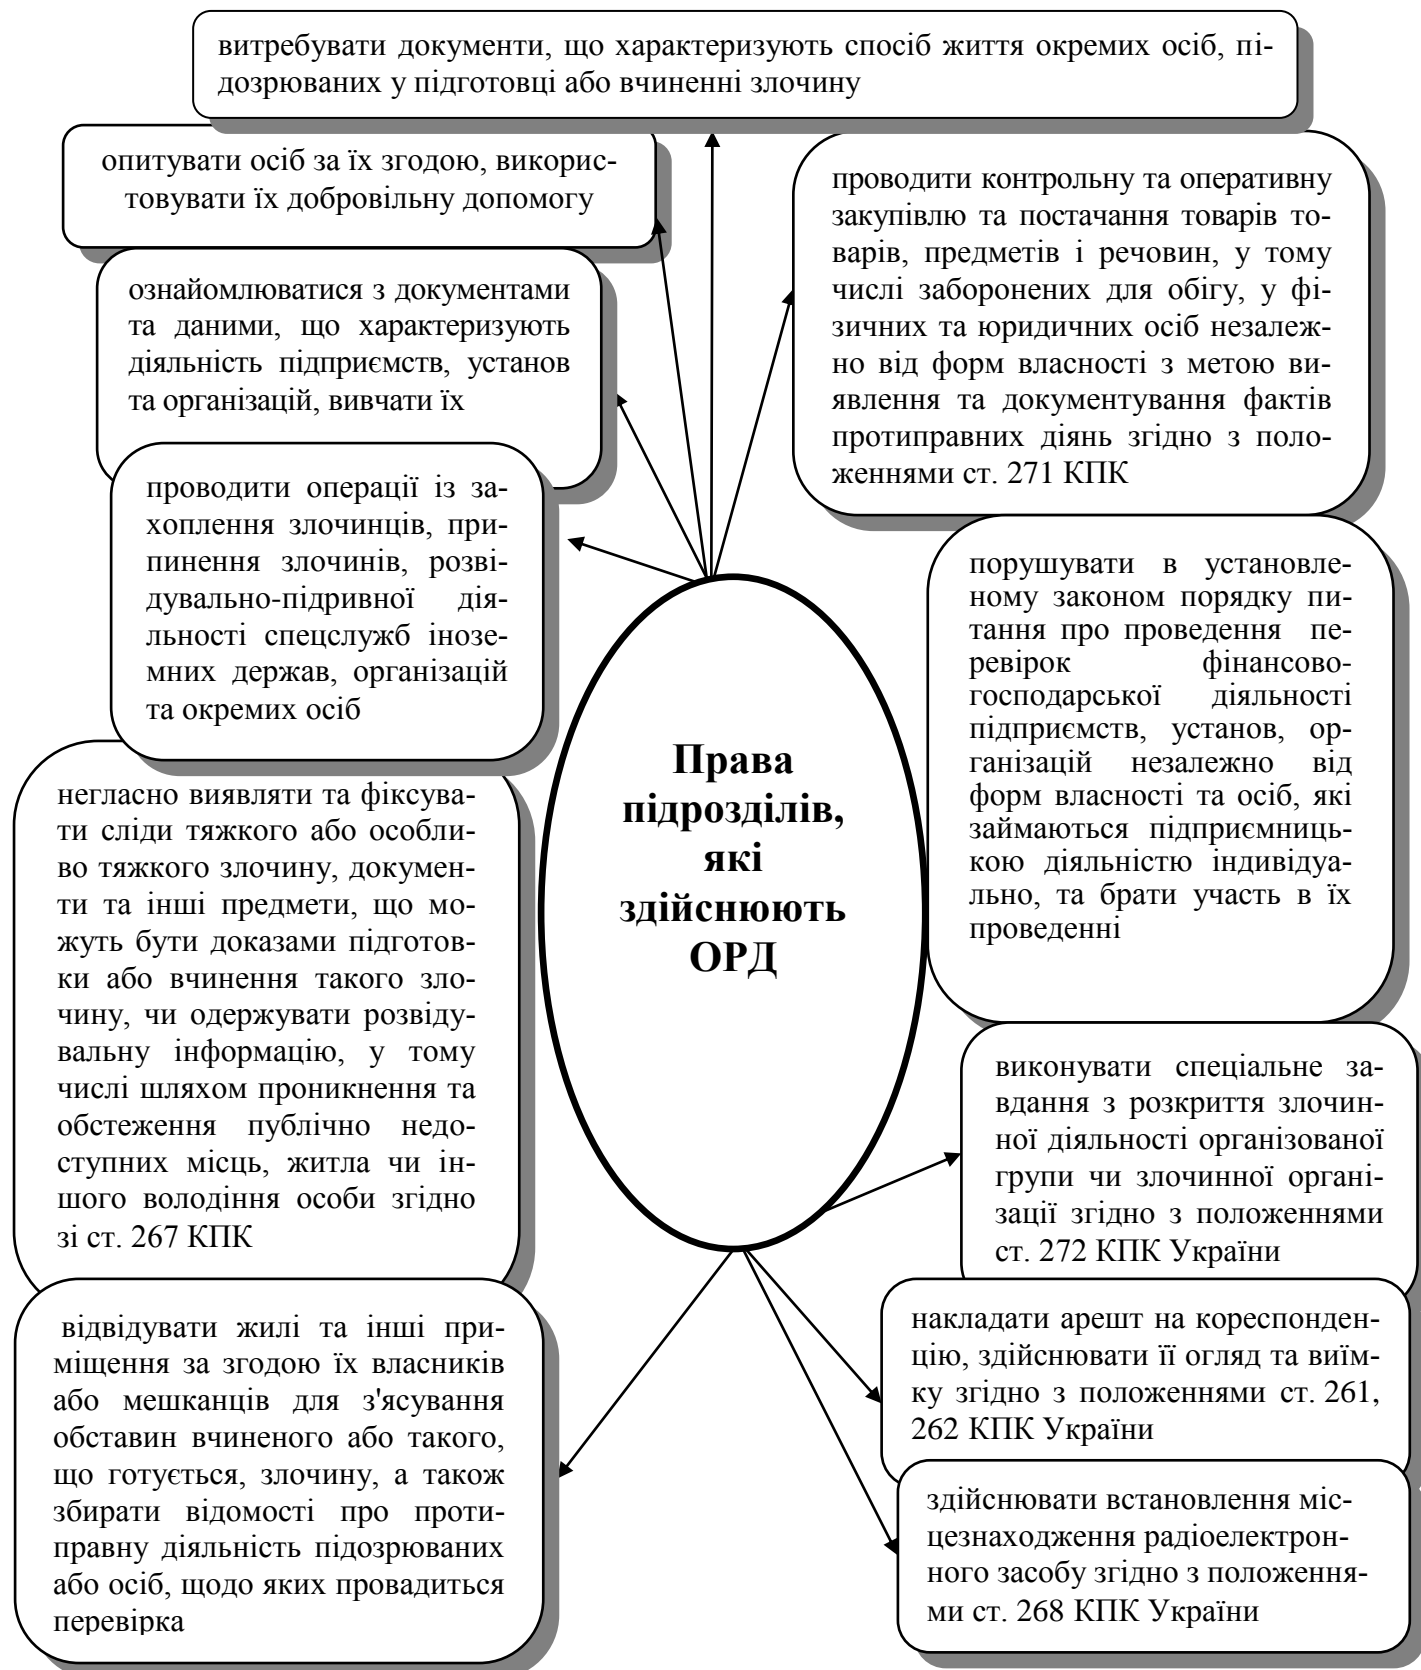 витребувати документи, що характеризують спосіб життя окремих осіб, пі-
дозрюваних у підготовці або вчиненні злочину
опитувати осіб за їх згодою, викорис-
товувати їх добровільну допомогу
ознайомлюватися з документами
та даними, що характеризують
діяльність підприємств, установ
та організацій, вивчати їх
проводити операції із за-
хоплення злочинців, при-
пинення злочинів, розві-
дувально-підривної дія-
льності спецслужб інозе-
мних держав, організацій
та окремих осіб
негласно виявляти та фіксува-
ти сліди тяжкого або особли-
во тяжкого злочину, докумен-
ти та інші предмети, що мо-
жуть бути доказами підготов-
ки або вчинення такого зло-
чину, чи одержувати розвіду-
вальну інформацію, у тому
числі шляхом проникнення та
обстеження публічно недо-
ступних місць, житла чи ін-
шого володіння особи згідно
зі ст. 267 КПК
відвідувати жилі та інші при-
міщення за згодою їх власників
або мешканців для з'ясування
обставин вчиненого або такого,
що готується, злочину, а також
збирати відомості про проти-
правну діяльність підозрюваних
або осіб, щодо яких провадиться
перевірка
Права
підрозділів,
які
здійснюють
ОРД
проводити контрольну та оперативну
закупівлю та постачання товарів то-
варів, предметів і речовин, у тому
числі заборонених для обігу, у фі-
зичних та юридичних осіб незалеж-
но від форм власності з метою ви-
явлення та документування фактів
протиправних діянь згідно з поло-
женнями ст. 271 КПК
порушувати в установле-
ному законом порядку пи-
тання про проведення пе-
ревірок фінансово-
господарської діяльності
підприємств, установ, ор-
ганізацій незалежно від
форм власності та осіб, які
займаються підприємниць-
кою діяльністю індивідуа-
льно, та брати участь в їх
проведенні
виконувати спеціальне за-
вдання з розкриття злочин-
ної діяльності організованої
групи чи злочинної органі-
зації згідно з положеннями
ст. 272 КПК України
накладати арешт на кореспонден-
цію, здійснювати її огляд та виїм-
ку згідно з положеннями ст. 261,
262 КПК України
здійснювати встановлення міс-
цезнаходження радіоелектрон-
ного засобу згідно з положення-
ми ст. 268 КПК України